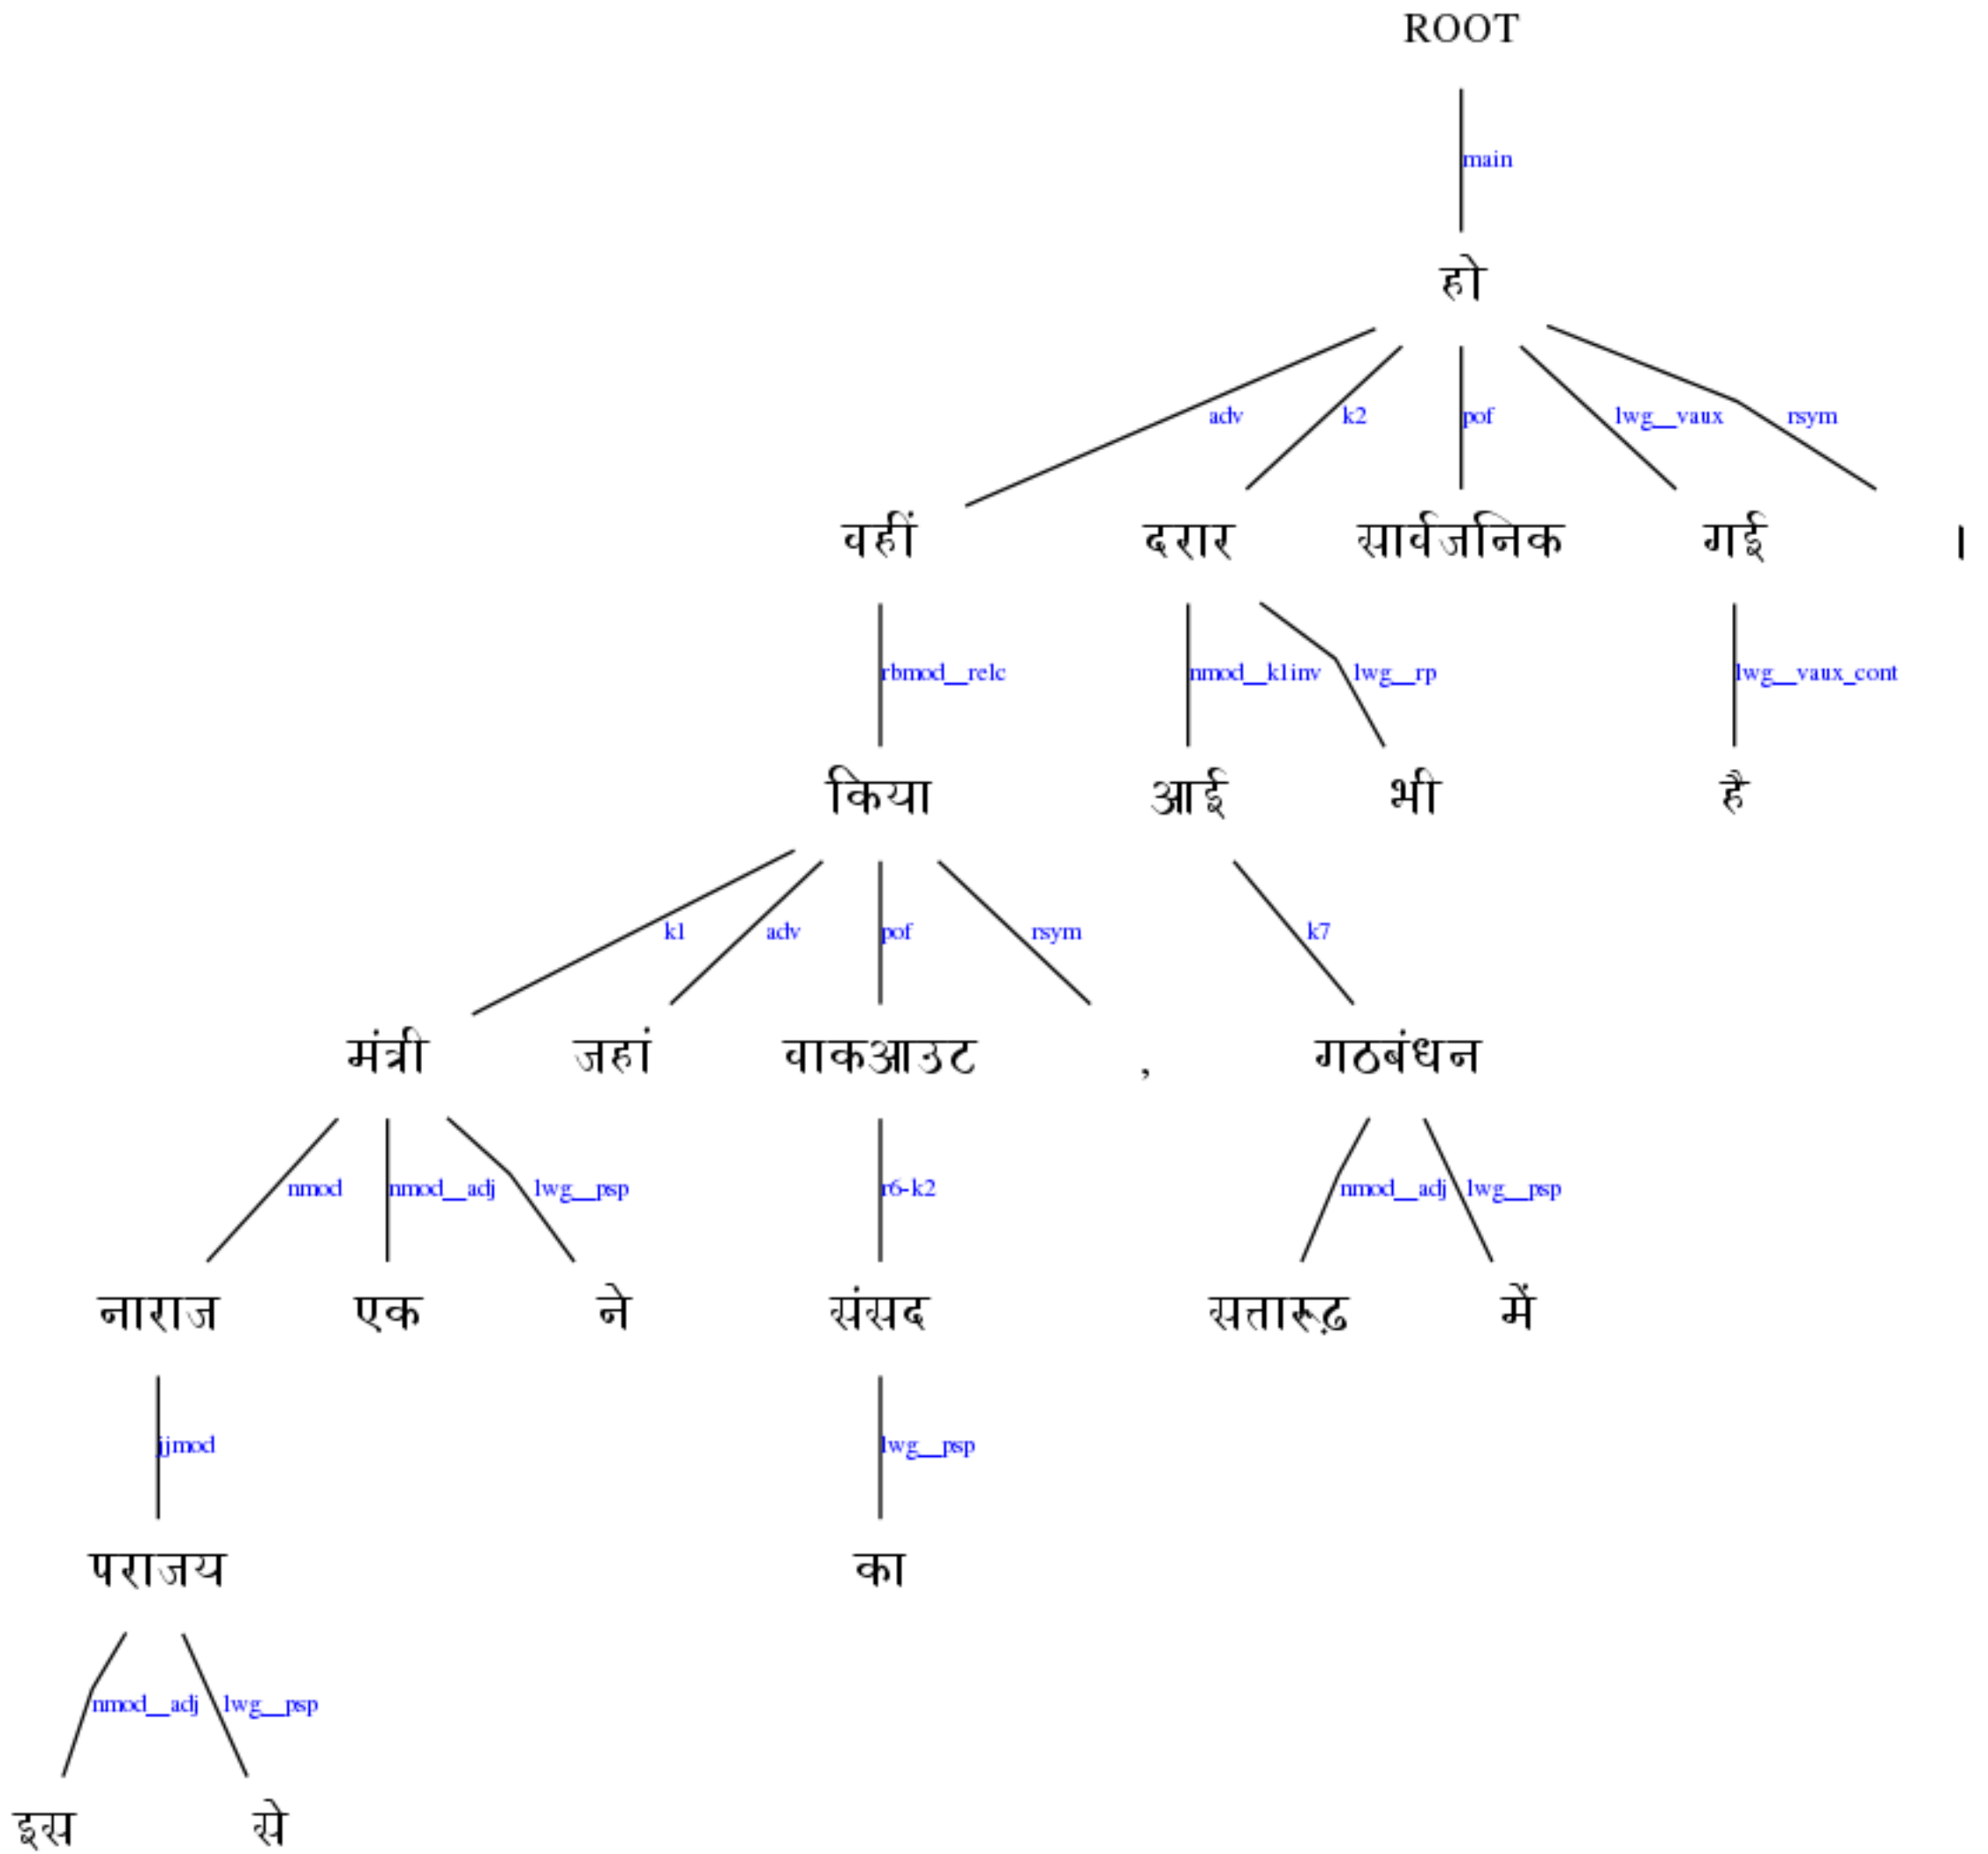 ROOT
main
हो
adv k2 pof lwg__vaux rsym
वहीं दरार सार्वजनिक गई ।
rbmod__relc nmod__k1inv lwg__rp lwg__vaux_cont
किया आई भी है
k1 adv pof rsym k7
मंत्री जहां वाकआउट , गठबंधन
nmod nmod__adj lwg__psp r6-k2 nmod__adj lwg__psp
नाराज एक ने संसद सत्तारूढ़ में
jjmod lwg__psp
पराजय का
nmod__adj lwg__psp
इस से